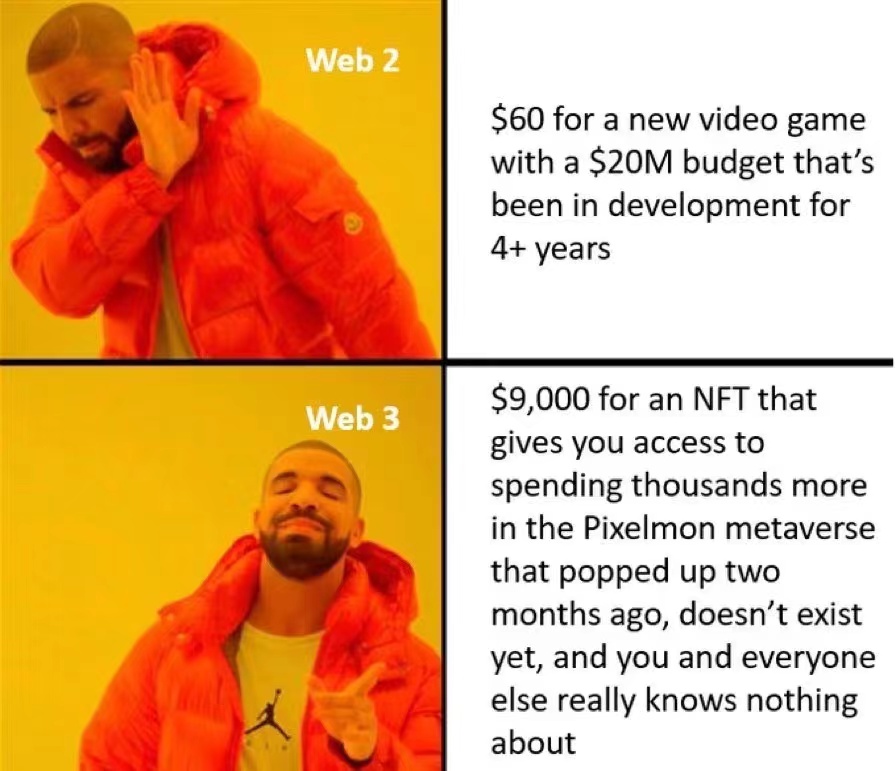 Web 2
$60 for a new video game
with a $20M budget that's
been in development for
4+ years
Web 3
$9,000 for an NFT that
gives you access to
spending thousands more
in the Pixelmon metaverse
that popped up two
months ago, doesn't exist
yet, and you and everyone
else really knows nothing
about